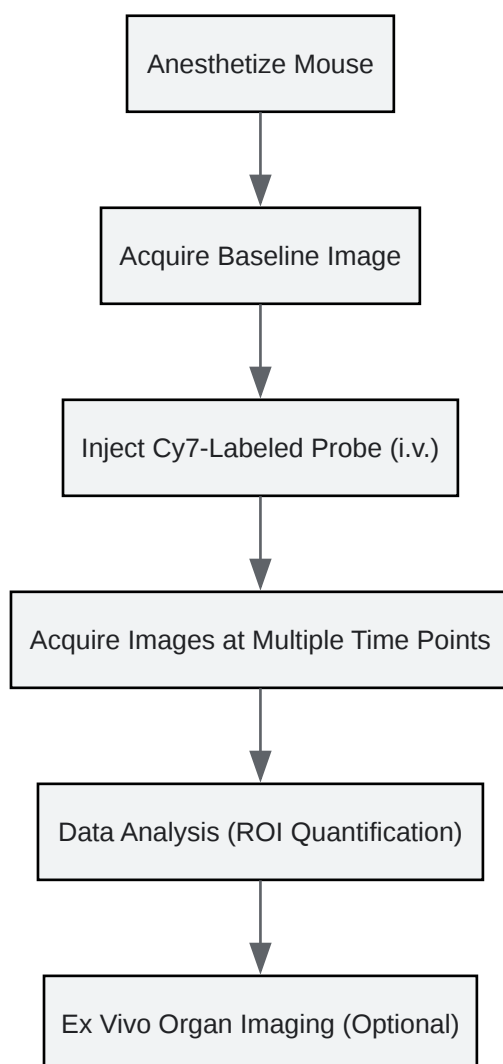 Anesthetize Mouse
Acquire Baseline Image
Inject Cy7-Labeled Probe (i.v.)
Acquire Images at Multiple Time Points
Data Analysis (ROI Quantification)
Ex Vivo Organ Imaging (Optional)